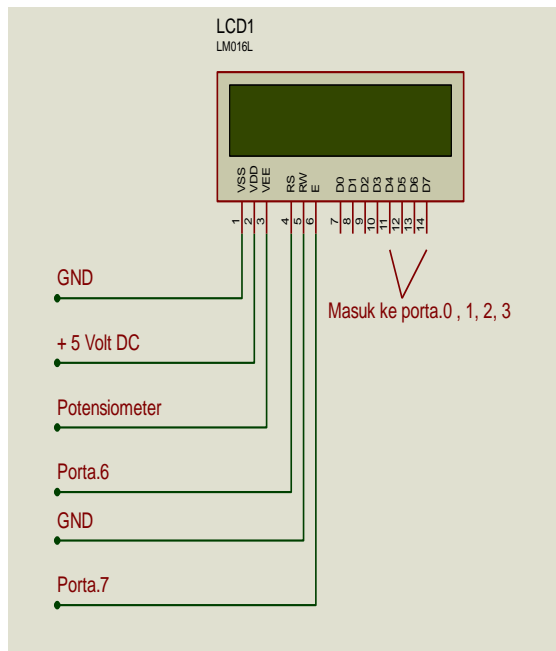 LCD1
LM016L
VSS
VDD
VEE
RS
RW
E
D0
D1
D2
D3
D4
D5
D6
D7
1
2
3
4
5
6
7
8
9
10
11
12
13
14
GND
Masuk ke porta.0 , 1, 2, 3
+ 5 Volt DC
Potensiometer
Porta.6
GND
Porta.7